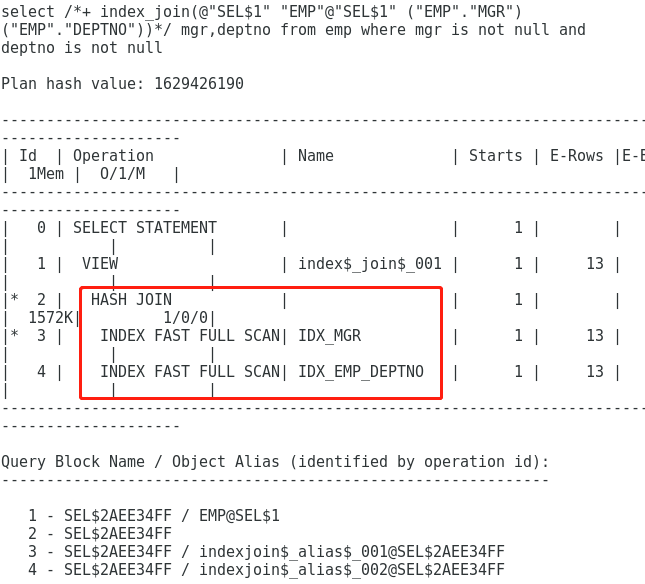 select /*+ index_join(@"SEL$1" "EMP"@"SEL$1" ("EMP"."MGR")
("EMP"."DEPTNO"))*/ mgr,deptno from emp where mgr is not null and
deptno is not null

Plan hash value: 1629426190

------------------------------------------------------------------------
--------------------
| Id  | Operation              | Name             | Starts | E-Rows |E-E
|  1Mem |  O/1/M   |
------------------------------------------------------------------------
--------------------
|   0 | SELECT STATEMENT       |                  |      1 |        |
|       |          |
|   1 |  VIEW                  | index$_join$_001 |      1 |     13 |
|       |          |
|*  2 |   HASH JOIN            |                  |      1 |        |
|  1572K|         1/0/0|
|*  3 |    INDEX FAST FULL SCAN| IDX_MGR          |      1 |     13 |
|       |          |
|   4 |    INDEX FAST FULL SCAN| IDX_EMP_DEPTNO   |      1 |     13 |
|       |          |
------------------------------------------------------------------------
--------------------

Query Block Name / Object Alias (identified by operation id):
-------------------------------------------------------------

   1 - SEL$2AEE34FF / EMP@SEL$1
   2 - SEL$2AEE34FF
   3 - SEL$2AEE34FF / indexjoin$_alias$_001@SEL$2AEE34FF
   4 - SEL$2AEE34FF / indexjoin$_alias$_002@SEL$2AEE34FF